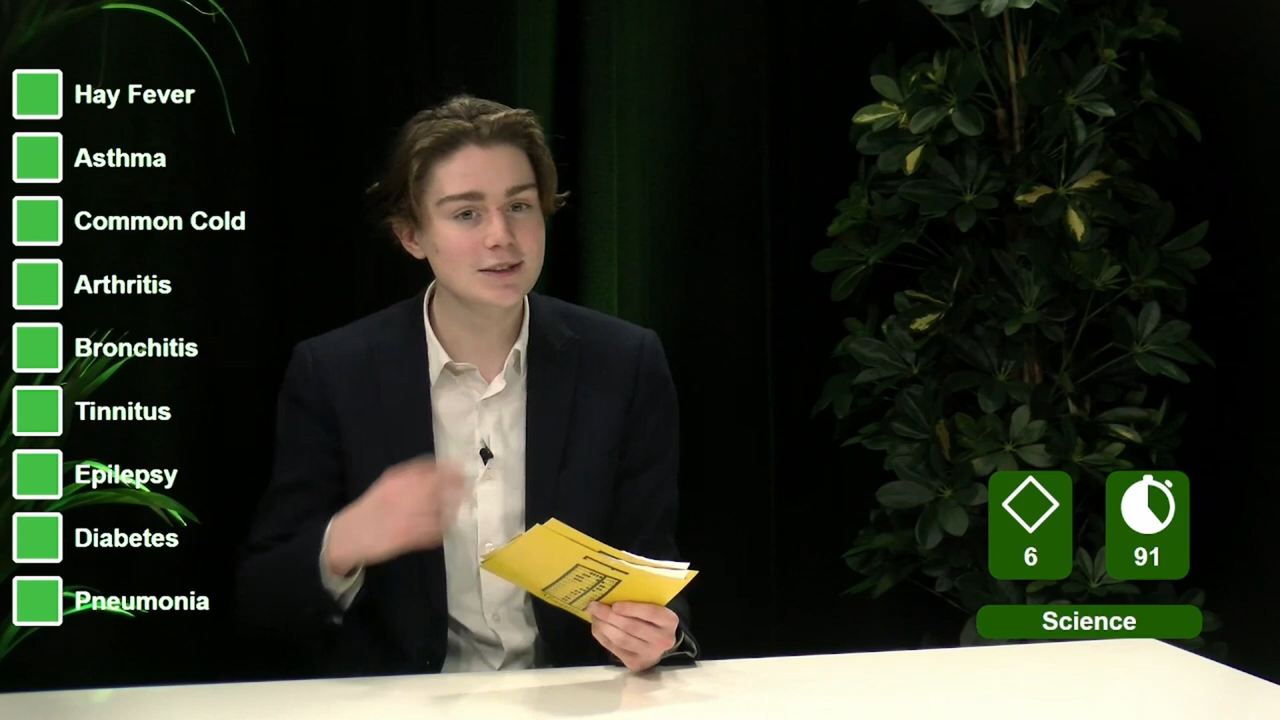 Hay Fever
Asthma
Common Cold
Arthritis
Bronchitis
Tinnitus
Epilepsy
Diabetes
Pneumonia
6
91
Science